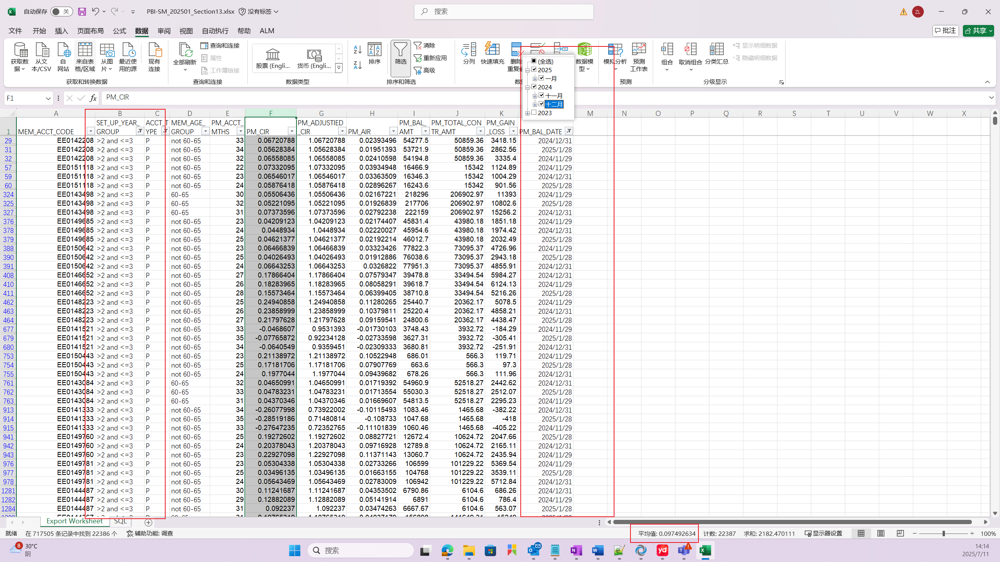 自动保存 关 PBI-SM_202501_Section13.xlsx 没有标签 搜索 ZL
文件 开始 插入 页面布局 公式 数据 审阅 视图 自动执行 帮助 ALM 批注 共享
获取数据 从文本/CSV 自网站 来自表格/区域 从图片 最近使用的源 现有连接
获取和转换数据
全部刷新 查询和连接 属性 工作簿链接
查询和连接
股票 (Engli... 货币 (Engli...
数据类型
排序 筛选 清除 重新应用 高级
排序和筛选
分列 快速填充 删除 重复值 数据模型
模拟分析 预测工作表
预测
组合 取消组合 分类汇总 显示明细数据 隐藏明细数据
分级显示
(全选)
2025
一月
2024
十一月
十二月
2023
F1 fx PM_CIR
A B C D E F G H I J K M N O P Q R S T U V W X
1 MEM_ACCT_CODE SET_UP_YEAR_GROUP ACCT_TYPE MEM_AGE_GROUP PM_ACCT_MTHS PM_CIR PM_ADJUSTIED_CIR PM_AIR PM_BAL_AMT PM_TOTAL_CONTR_AMT PM_GAIN_LOSS PM_BAL_DATE
29 EE0142208 >2 and <=3 P not 60-65 33 0.06720788 1.06720788 0.02393496 54277.5 50859.36 3418.15 2024/12/31
31 EE0142208 >2 and <=3 P not 60-65 34 0.05628384 1.05628384 0.01951393 53721.9 50859.36 2862.56 2025/1/28
32 EE0142208 >2 and <=3 P not 60-65 32 0.06558085 1.06558085 0.02410598 54194.8 50859.36 3335.4 2024/11/29
57 EE0151118 >2 and <=3 P not 60-65 22 0.07332095 1.07332095 0.03934948 16466.9 15342 1124.89 2024/11/29
59 EE0151118 >2 and <=3 P not 60-65 23 0.06546017 1.06546017 0.03363509 16346.3 15342 1004.29 2024/12/31
60 EE0151118 >2 and <=3 P not 60-65 24 0.05876418 1.05876418 0.02896267 16243.6 15342 901.56 2025/1/28
324 EE0143498 >2 and <=3 P 60-65 30 0.05506436 1.05506436 0.02167221 218296 206902.97 11393 2024/11/29
325 EE0143498 >2 and <=3 P 60-65 32 0.05221095 1.05221095 0.01926839 217706 206902.97 10802.6 2025/1/28
327 EE0143498 >2 and <=3 P 60-65 31 0.07373596 1.07373596 0.02792238 222159 206902.97 15256.2 2024/12/31
376 EE0149685 >2 and <=3 P not 60-65 23 0.04209123 1.04209123 0.02174407 45831.4 43980.18 1851.18 2024/11/29
378 EE0149685 >2 and <=3 P not 60-65 24 0.0448934 1.0448934 0.02220027 45954.6 43980.18 1974.42 2024/12/31
379 EE0149685 >2 and <=3 P not 60-65 25 0.04621377 1.04621377 0.02192214 46012.7 43980.18 2032.49 2025/1/28
388 EE0150642 >2 and <=3 P not 60-65 23 0.06466839 1.06466839 0.03323426 77822.3 73095.37 4726.96 2024/11/29
390 EE0150642 >2 and <=3 P not 60-65 25 0.04026493 1.04026493 0.01912886 76038.6 73095.37 2943.18 2025/1/28
391 EE0150642 >2 and <=3 P not 60-65 24 0.06643253 1.06643253 0.0326822 77951.3 73095.37 4855.91 2024/12/31
408 EE0146652 >2 and <=3 P not 60-65 27 0.17866404 1.17866404 0.07579347 39478.8 33494.54 5984.27 2024/12/31
410 EE0146652 >2 and <=3 P not 60-65 26 0.18283965 1.18283965 0.08058291 39618.7 33494.54 6124.13 2024/11/29
411 EE0146652 >2 and <=3 P not 60-65 28 0.15573464 1.15573464 0.06399405 38710.8 33494.54 5216.26 2025/1/28
462 EE0148223 >2 and <=3 P not 60-65 25 0.24940858 1.24940858 0.11280265 25440.7 20362.17 5078.5 2024/11/29
463 EE0148223 >2 and <=3 P not 60-65 26 0.23858999 1.23858999 0.10379811 25220.4 20362.17 4858.21 2024/12/31
464 EE0148223 >2 and <=3 P not 60-65 27 0.21797628 1.21797628 0.09159541 24800.6 20362.17 4438.47 2025/1/28
677 EE0141521 >2 and <=3 P not 60-65 33 -0.0468607 0.9531393 -0.01730103 3748.43 3932.72 -184.29 2024/11/29
679 EE0141521 >2 and <=3 P not 60-65 35 -0.07765872 0.92234128 -0.02733598 3627.31 3932.72 -305.41 2025/1/28
680 EE0141521 >2 and <=3 P not 60-65 34 -0.0640549 0.9359451 -0.02309333 3680.81 3932.72 -251.91 2024/12/31
753 EE0150443 >2 and <=3 P not 60-65 23 0.21138972 1.21138972 0.10522948 686.01 566.3 119.71 2024/11/29
754 EE0150443 >2 and <=3 P not 60-65 25 0.17181706 1.17181706 0.07907769 663.6 566.3 97.3 2025/1/28
755 EE0150443 >2 and <=3 P not 60-65 24 0.1977044 1.1977044 0.09439682 678.26 566.3 111.96 2024/12/31
761 EE0143084 >2 and <=3 P 60-65 32 0.04650991 1.04650991 0.01719392 54960.9 52518.27 2442.62 2024/12/31
762 EE0143084 >2 and <=3 P 60-65 33 0.04783231 1.04783231 0.01713554 55030.3 52518.27 2512.07 2025/1/28
763 EE0143084 >2 and <=3 P 60-65 31 0.04370346 1.04370346 0.01669607 54813.5 52518.27 2295.23 2024/11/29
913 EE0141333 >2 and <=3 P not 60-65 34 -0.26077998 0.73922002 -0.10115493 1083.46 1465.68 -382.22 2024/12/31
914 EE0141333 >2 and <=3 P not 60-65 35 -0.28519186 0.71480814 -0.108733 1047.68 1465.68 -418 2025/1/28
915 EE0141333 >2 and <=3 P not 60-65 33 -0.27647235 0.72352765 -0.11101839 1060.46 1465.68 -405.22 2024/11/29
941 EE0149760 >2 and <=3 P not 60-65 25 0.19272602 1.19272602 0.08827721 12672.4 10624.72 2047.66 2025/1/28
942 EE0149760 >2 and <=3 P not 60-65 24 0.20378043 1.20378043 0.09716928 12789.8 10624.72 2165.11 2024/12/31
943 EE0149760 >2 and <=3 P not 60-65 23 0.22927098 1.22927098 0.11371143 13060.7 10624.72 2435.94 2024/11/29
976 EE0149781 >2 and <=3 P not 60-65 23 0.05304338 1.05304338 0.02733266 106599 101229.22 5369.54 2024/11/29
977 EE0149781 >2 and <=3 P not 60-65 25 0.03496135 1.03496135 0.01663155 104768 101229.22 3539.11 2025/1/28
978 EE0149781 >2 and <=3 P not 60-65 24 0.05643469 1.05643469 0.02783009 106942 101229.22 5712.84 2024/12/31
1281 EE0144487 >2 and <=3 P not 60-65 30 0.11241687 1.11241687 0.04353502 6790.86 6104.6 686.26 2024/12/31
1282 EE0144487 >2 and <=3 P not 60-65 29 0.12882089 1.12882089 0.05141914 6891 6104.6 786.4 2024/11/29
1284 EE0144487 >2 and <=3 P not 60-65 31 0.092237 1.092237 0.03474263 6667.67 6104.6 563.07 2025/1/28
Export Worksheet SQL
就绪 在 717505 条记录中找到 22386 个 辅助功能: 调查 平均值: 0.097492634 计数: 22387 求和: 2182.470111 显示器设置 100%
8 30°C
阴
搜索
14:14
2025/7/11